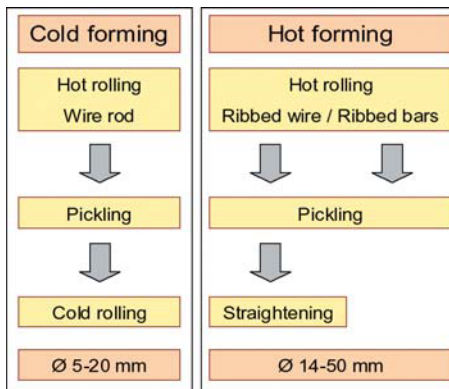 Cold forming
Hot rolling
Wire rod
Pickling
Cold rolling
Ø 5-20 mm
Hot forming
Hot rolling
Ribbed wire / Ribbed bars
Pickling
Straightening
Ø 14-50 mm